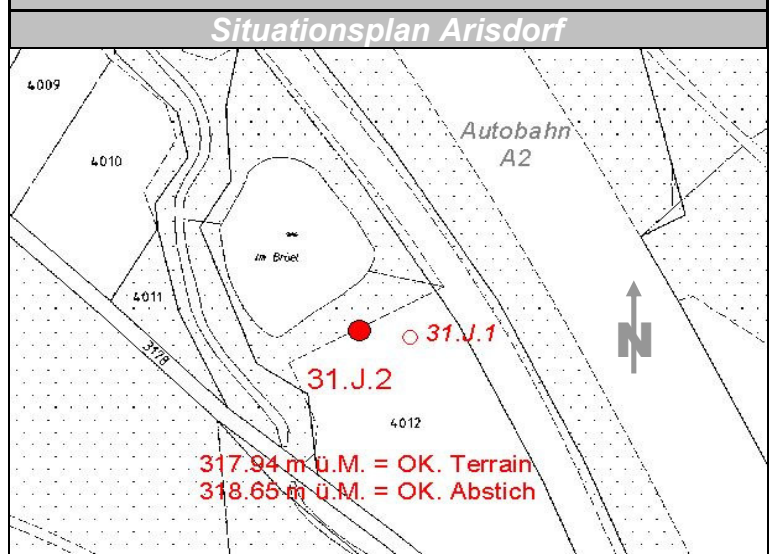 Situationsplan Arisdorf
4009
Autobahn
A2
4010
Im Brüel
4011
31.J.1
N
3178
31.J.2
4012
317.94 m ü.M. = OK. Terrain
318.65 m ü.M. = OK. Abstich